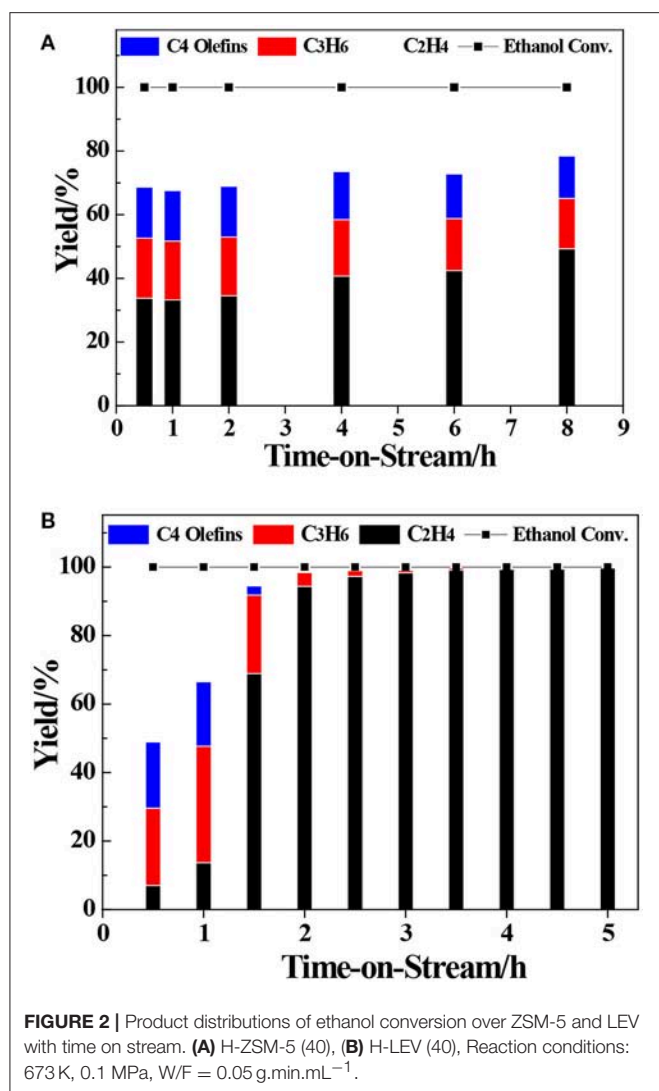 A
C4 Olefins C3H6 C2H4 Ethanol Conv.
100
80
60
40
20
0
Yield/%
0 1 2 3 4 5 6 7 8 9
Time-on-Stream/h
B
C4 Olefins C3H6 C2H4 Ethanol Conv.
100
80
60
40
20
0
Yield/%
0 1 2 3 4 5
Time-on-Stream/h
FIGURE 2 | Product distributions of ethanol conversion over ZSM-5 and LEV
with time on stream. (A) H-ZSM-5 (40), (B) H-LEV (40), Reaction conditions:
673 K, 0.1 MPa, W/F = 0.05 g.min.mL⁻¹.